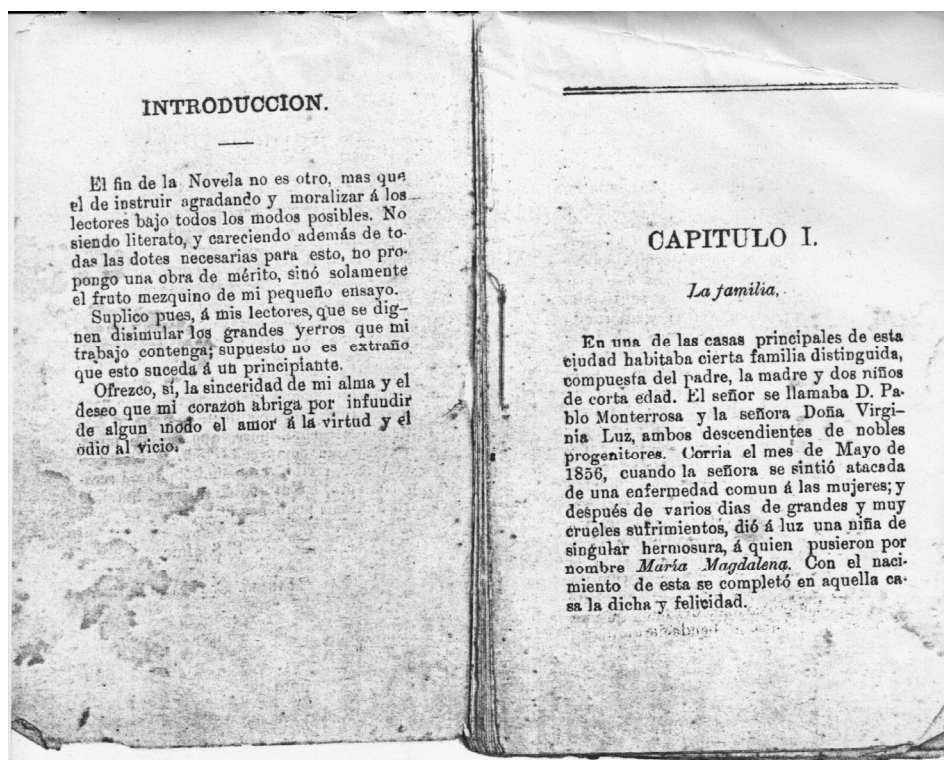 INTRODUCCION.
El fin de la Novela no es otro, mas que
el de instruir agradando y moralizar á los
lectores bajo todos los modos posibles. No
siendo literato, y careciendo además de to-
das las dotes necesarias para esto, no pro-
pongo una obra de mérito, sinó solamente
el fruto mezquino de mi pequeño ensayo.
Suplico pues, á mis lectores, que se dig-
nen disimular los grandes yerros que mi
trabajo contenga; supuesto no es extraño
que esto suceda á un principiante.
Ofrezco, sí, la sinceridad de mi alma y el
deseo que mi corazon abriga por infundir
de algun modo el amor á la virtud y el
odio al vicio.
CAPITULO I.
La familia,
En una de las casas principales de esta
ciudad habitaba cierta familia distinguida,
compuesta del padre, la madre y dos niños
de corta edad. El señor se llamaba D. Pa-
blo Monterrosa y la señora Doña Virgi-
nia Luz, ambos descendientes de nobles
progenitores. Corria el mes de Mayo de
1856, cuando la señora se sintió atacada
de una enfermedad comun á las mujeres; y
después de varios dias de grandes y muy
crueles sufrimientos, dió á luz una niña de
singular hermosura, á quien pusieron por
nombre María Magdalena. Con el naci-
miento de esta se completó en aquella ca-
sa la dicha y felicidad.